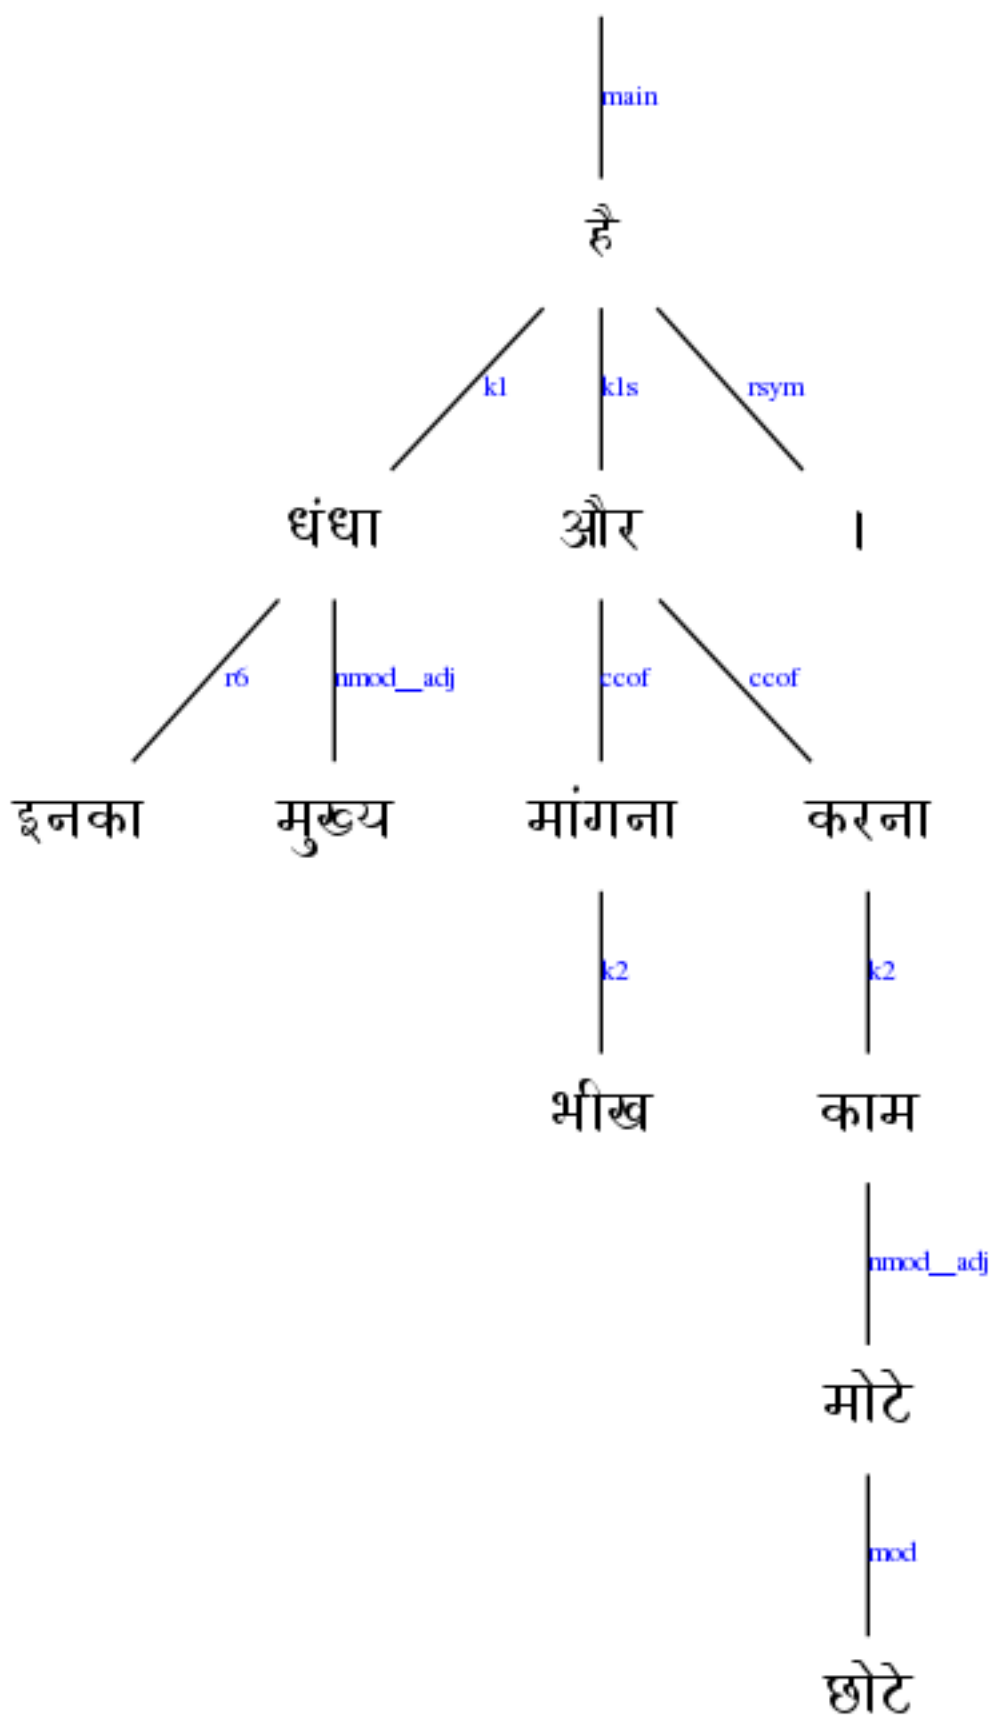 main
है
k1 k1s rsym
धंधा और ।
r6 nmod__adj ccof ccof
इनका मुख्य मांगना करना
k2 k2
भीख काम
nmod__adj
मोटे
mod
छोटे